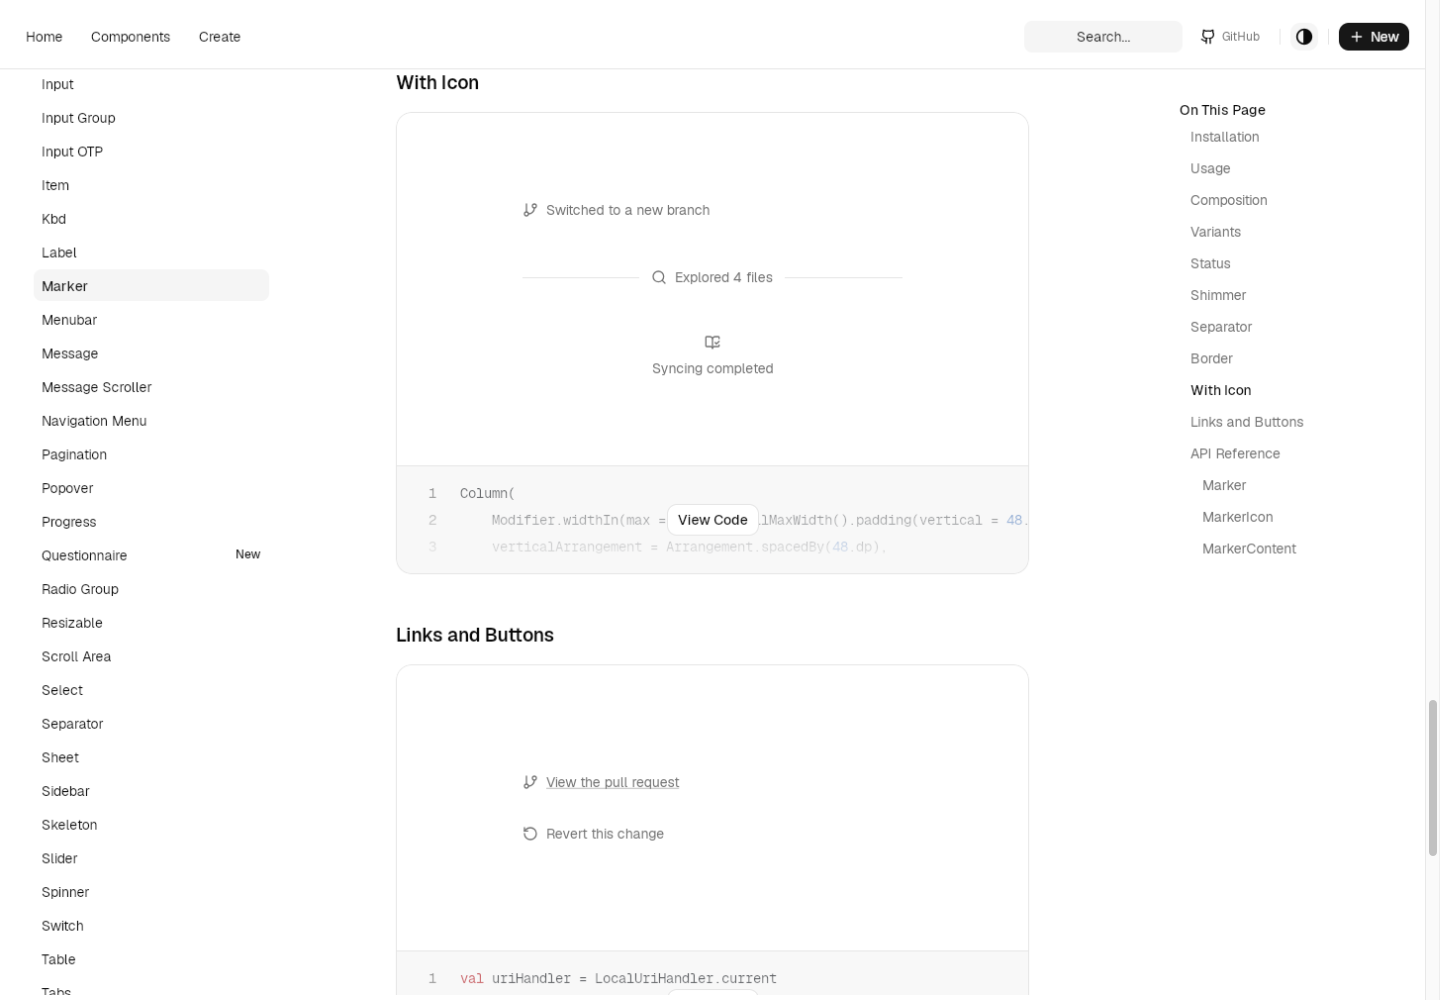 Home
Components
Create
Search...
GitHub
New
Input
Input Group
Input OTP
Item
Kbd
Label
Marker
Menubar
Message
Message Scroller
Navigation Menu
Pagination
Popover
Progress
Questionnaire New
Radio Group
Resizable
Scroll Area
Select
Separator
Sheet
Sidebar
Skeleton
Slider
Spinner
Switch
Table
Tabs
With Icon
Switched to a new branch
Explored 4 files
Syncing completed
1 Column(
2 Modifier.widthIn(max = lMaxWidth().padding(vertical = 48.
View Code
3 verticalArrangement = Arrangement.spacedBy(48.dp),
Links and Buttons
View the pull request
Revert this change
1 val uriHandler = LocalUriHandler.current
On This Page
Installation
Usage
Composition
Variants
Status
Shimmer
Separator
Border
With Icon
Links and Buttons
API Reference
Marker
MarkerIcon
MarkerContent